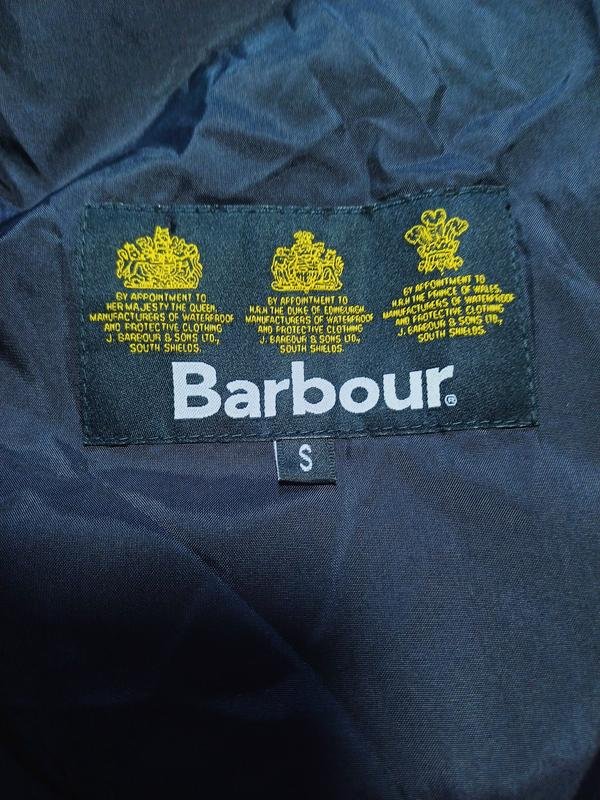 BY APPOINTMENT TO
HER MAJESTY THE QUEEN.
MANUFACTURERS OF WATERPROOF
AND PROTECTIVE CLOTHING
J. BARBOUR & SONS LTD.,
SOUTH SHIELDS.
BY APPOINTMENT TO
H.R.H. THE DUKE OF EDINBURGH.
MANUFACTURERS OF WATERPROOF
AND PROTECTIVE CLOTHING
J. BARBOUR & SONS LTD.,
SOUTH SHIELDS.
BY APPOINTMENT TO
H.R.H. THE PRINCE OF WALES.
MANUFACTURERS OF WATERPROOF
AND PROTECTIVE CLOTHING
J. BARBOUR & SONS LTD.,
SOUTH SHIELDS.
Barbour®
S